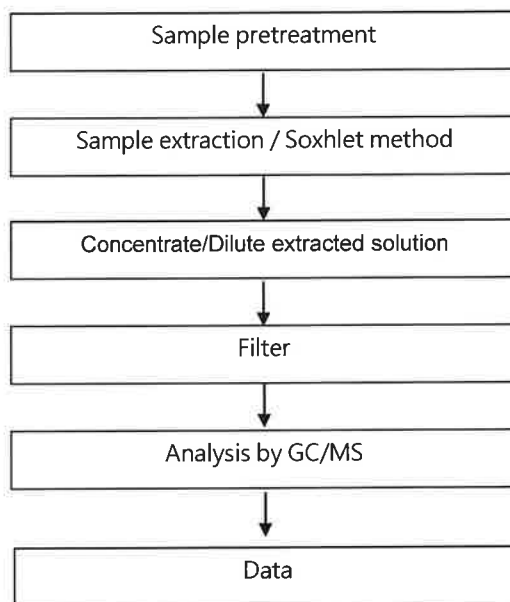 Sample pretreatment
Sample extraction / Soxhlet method
Concentrate/Dilute extracted solution
Filter
Analysis by GC/MS
Data